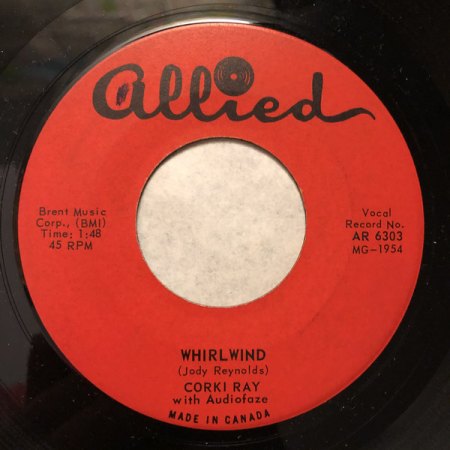 allied
Brent Music
Corp., (BMI)
Time: 1:48
45 RPM
Vocal
Record No.
AR 6303
MG-1954
WHIRLWIND
(Jody Reynolds)
CORKI RAY
with Audiofaze
MADE IN CANADA